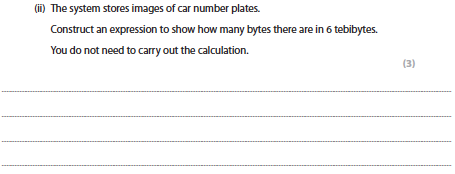 (ii) The system stores images of car number plates.
Construct an expression to show how many bytes there are in 6 tebibytes.
You do not need to carry out the calculation.
(3)